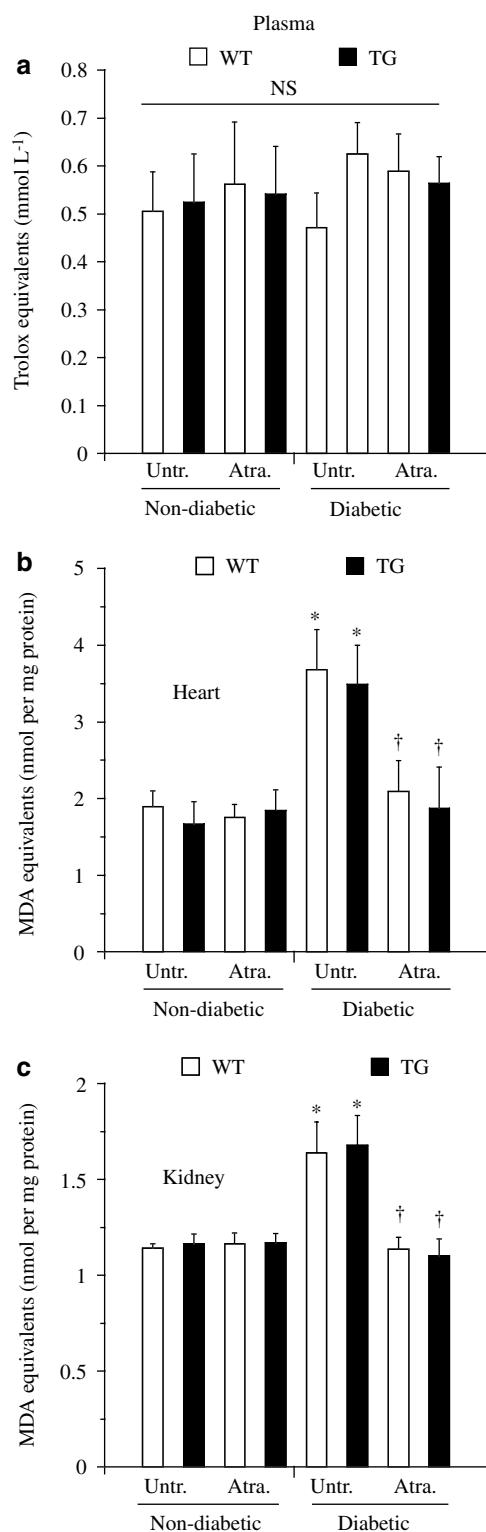 Plasma
a
WT
TG
NS
Trolox equivalents (mmol L-1)
0.8
0.7
0.6
0.5
0.4
0.3
0.2
0.1
0
Untr.
Atra.
Untr.
Atra.
Non-diabetic
Diabetic
b
WT
TG
MDA equivalents (nmol per mg protein)
5
4
3
2
1
0
Heart
*
*
†
†
Untr.
Atra.
Untr.
Atra.
Non-diabetic
Diabetic
c
WT
TG
MDA equivalents (nmol per mg protein)
2
1.5
1
0.5
0
Kidney
*
*
†
†
Untr.
Atra.
Untr.
Atra.
Non-diabetic
Diabetic